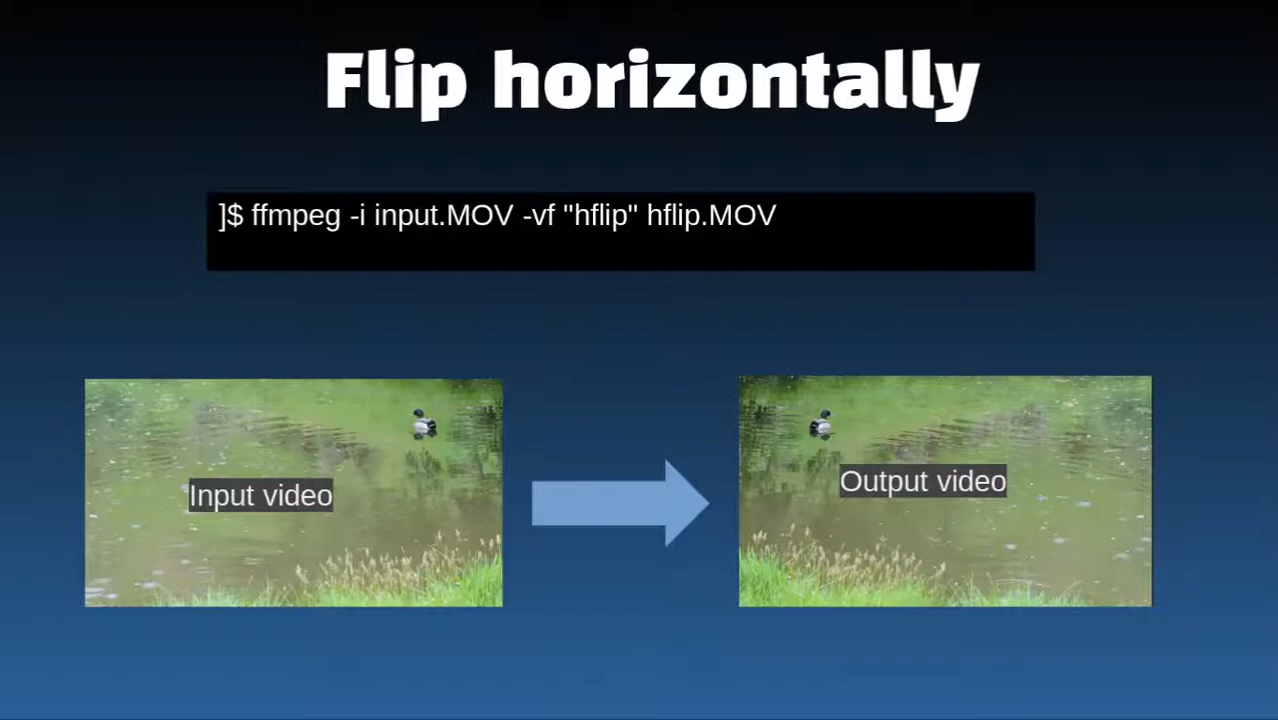 Flip horizontally
]$ ffmpeg -i input.MOV -vf "hflip" hflip.MOV
Input video
Output video